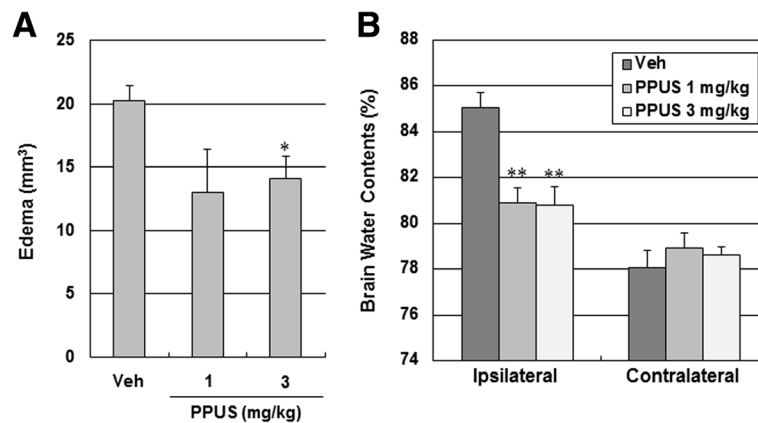 A
Edema (mm³)
25
20
15
10
5
0
*
Veh
1
3
PPUS (mg/kg)
B
Brain Water Contents (%)
88
86
84
82
80
78
76
74
Veh
PPUS 1 mg/kg
PPUS 3 mg/kg
** **
Ipsilateral
Contralateral